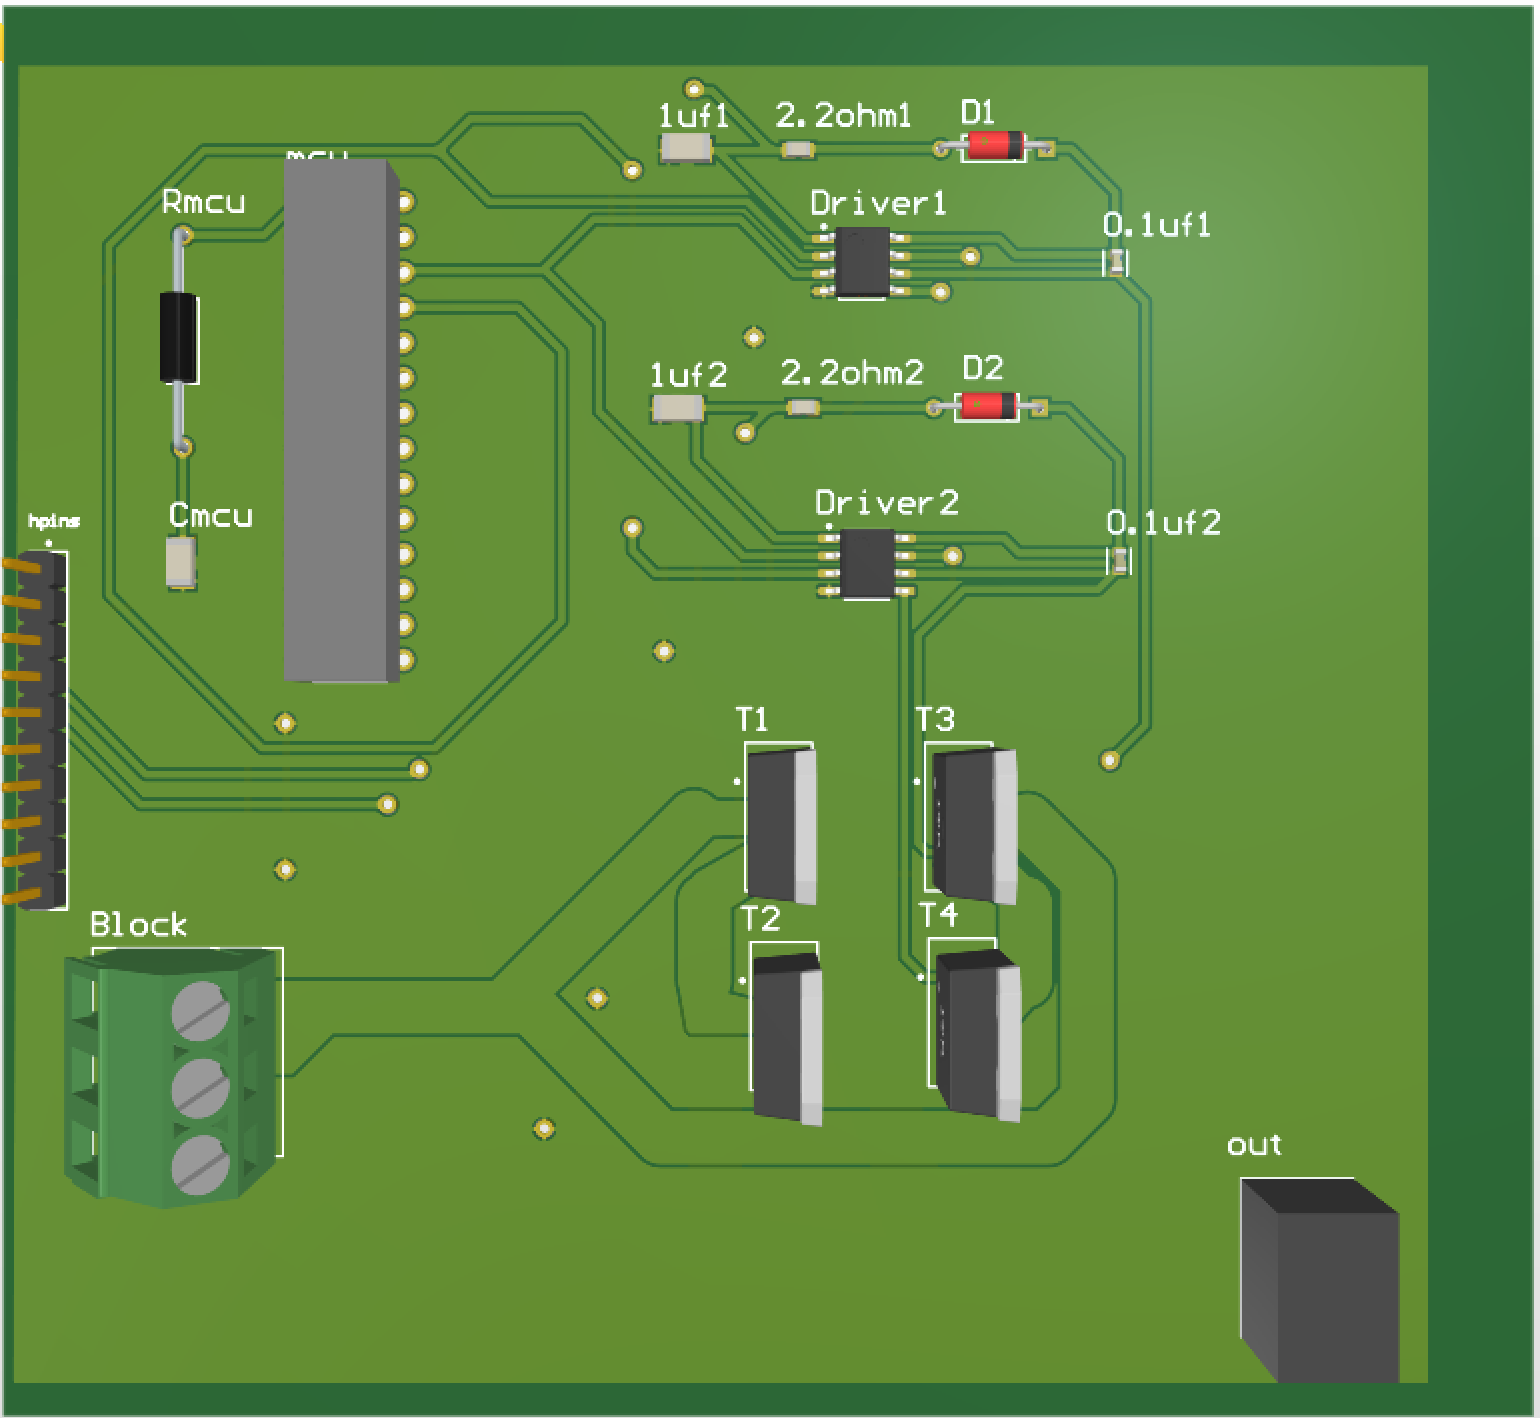 1uf1
2.2ohm1
D1
mcu
Rmcu
Driver1
0.1uf1
1uf2
2.2ohm2
D2
Cmcu
hpins
Driver2
0.1uf2
T1
T3
T2
T4
Block
out